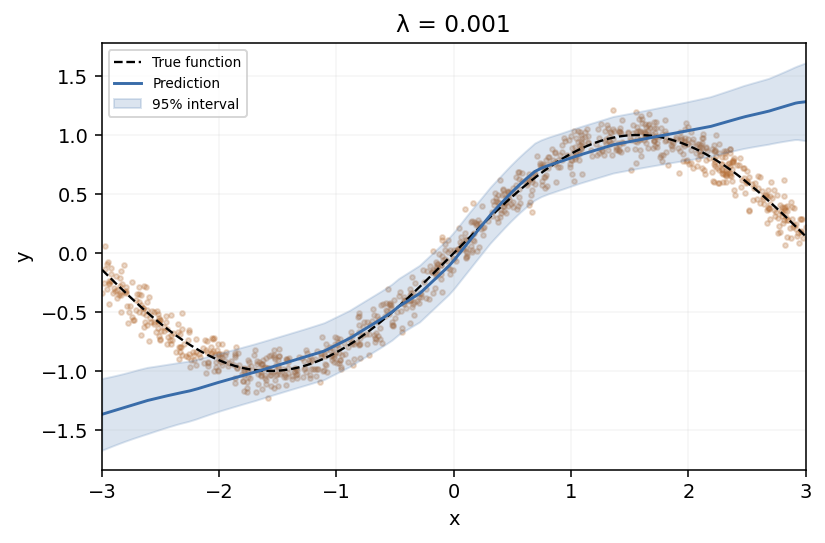 λ = 0.001
True function
Prediction
95% interval
y
1.5
1.0
0.5
0.0
−0.5
−1.0
−1.5
−3 −2 −1 0 1 2 3
x